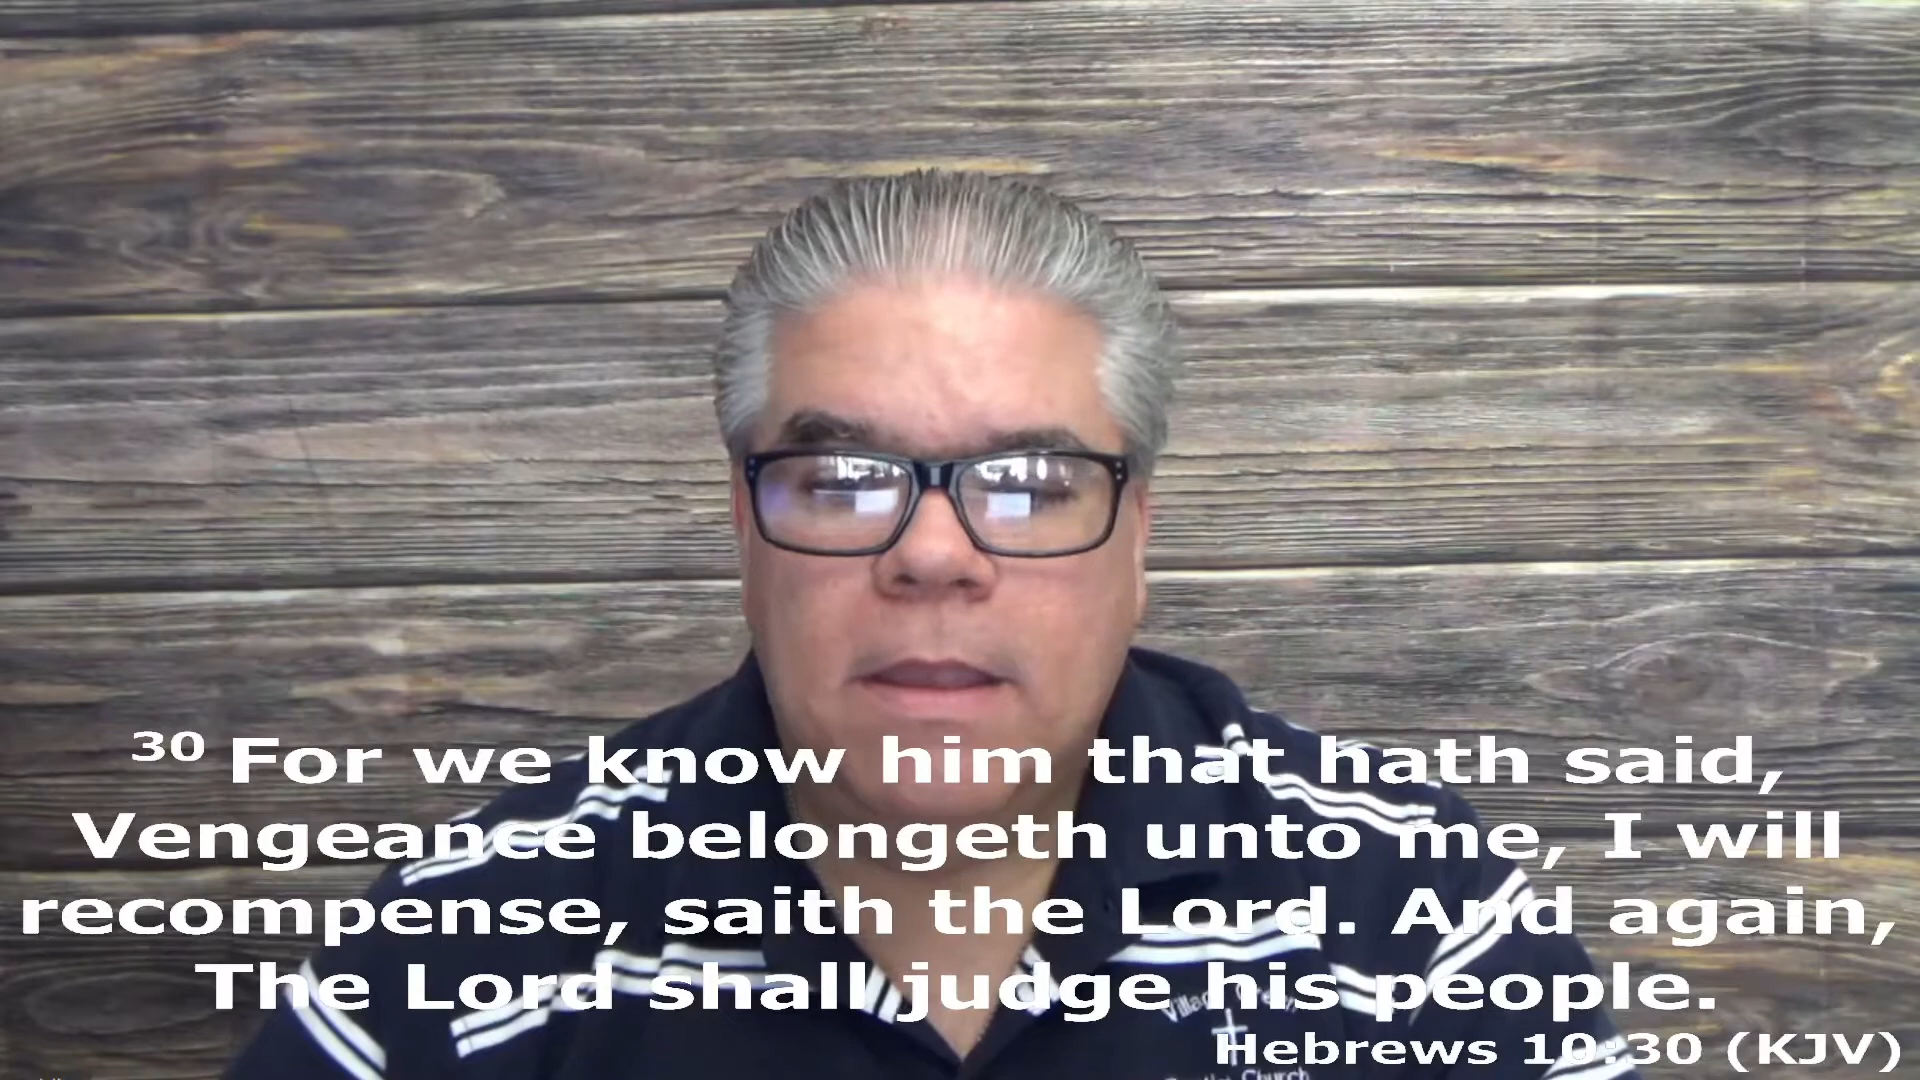 30 For we know him that hath said,
Vengeance belongeth unto me, I will
recompense, saith the Lord. And again,
The Lord shall judge his people.
Hebrews 10:30 (KJV)
Church